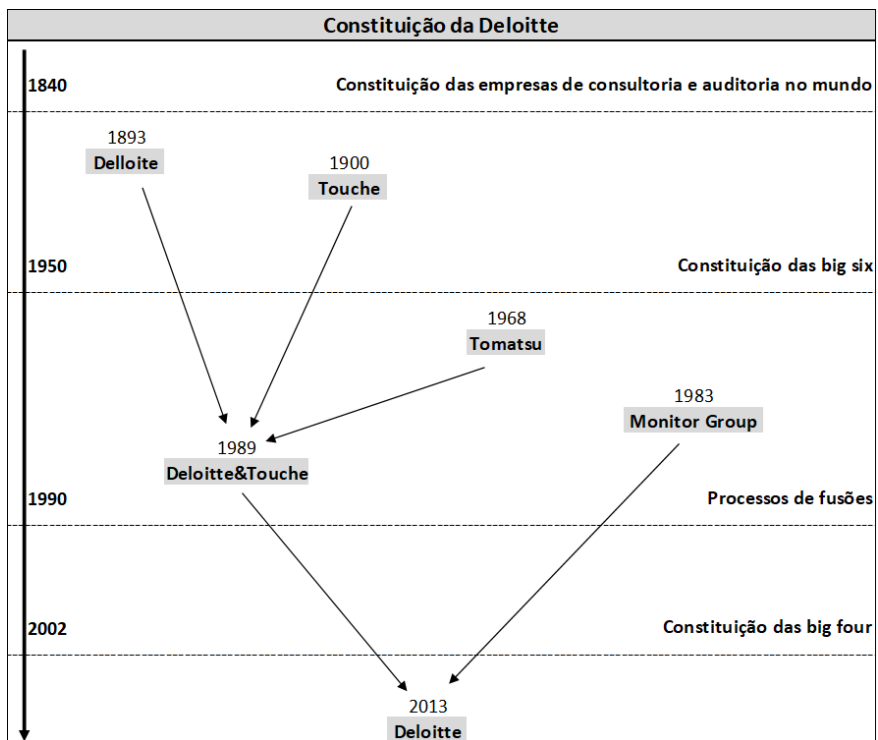 Constituição da Deloitte
1840
Constituição das empresas de consultoria e auditoria no mundo
1893
Delloite
1900
Touche
1950
Constituição das big six
1968
Tomatsu
1983
Monitor Group
1989
Deloitte&Touche
1990
Processos de fusões
2002
Constituição das big four
2013
Deloitte